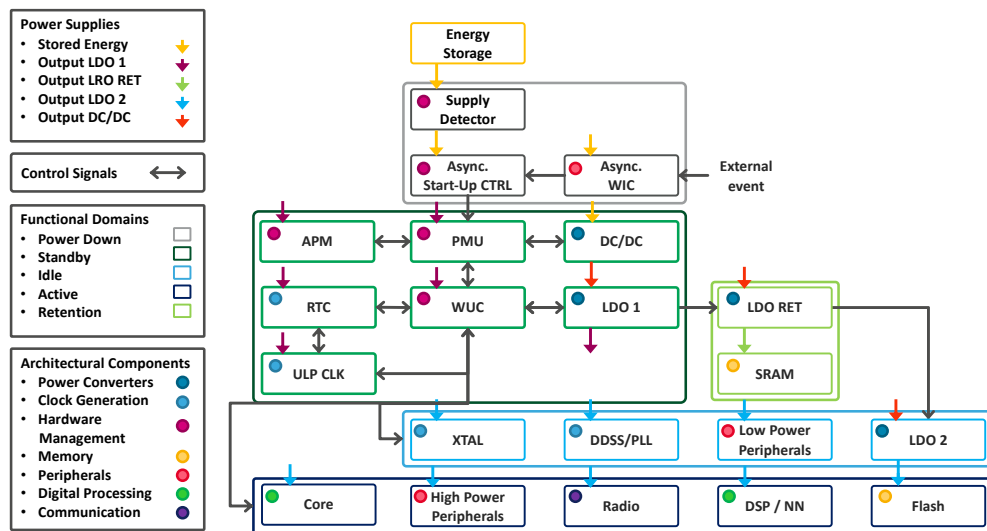 Power Supplies
• Stored Energy
• Output LDO 1
• Output LRO RET
• Output LDO 2
• Output DC/DC
Control Signals
Functional Domains
• Power Down
• Standby
• Idle
• Active
• Retention
Architectural Components
• Power Converters
• Clock Generation
• Hardware
Management
• Memory
• Peripherals
• Digital Processing
• Communication
Energy
Storage
Supply
Detector
Async.
Start-Up CTRL
Async.
WIC
External
event
APM
PMU
DC/DC
RTC
WUC
LDO 1
LDO RET
ULP CLK
SRAM
XTAL
DDSS/PLL
Low Power
Peripherals
LDO 2
Core
High Power
Peripherals
Radio
DSP / NN
Flash